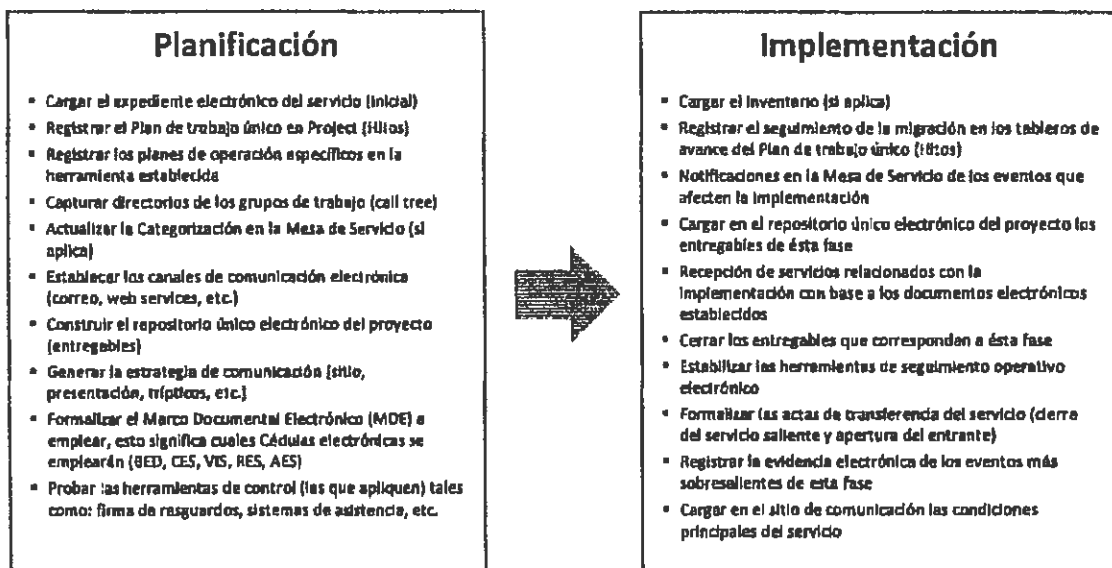 Planificación
▪ Cargar el expediente electrónico del servicio (inicial)
▪ Registrar el Plan de trabajo único en Project (Hitos)
▪ Registrar los planes de operación específicos en la
herramienta establecida
▪ Capturar directorios de los grupos de trabajo (call tree)
▪ Actualizar la Categorización en la Mesa de Servicio (si
aplica)
▪ Establecer los canales de comunicación electrónica
(correo, web services, etc.)
▪ Construir el repositorio único electrónico del proyecto
(entregables)
▪ Generar la estrategia de comunicación (sitio,
presentación, trípticos, etc.)
▪ Formalizar el Marco Documental Electrónico (MDE) a
emplear, esto significa cuales Cédulas electrónicas se
emplearán (BED, CES, VIS, RES, AES)
▪ Probar las herramientas de control (las que apliquen) tales
como: firma de resguardos, sistemas de asistencia, etc.
Implementación
▪ Cargar el inventario (si aplica)
▪ Registrar el seguimiento de la migración en los tableros de
avance del Plan de trabajo único (Hitos)
▪ Notificaciones en la Mesa de Servicio de los eventos que
afecten la implementación
▪ Cargar en el repositorio único electrónico del proyecto los
entregables de ésta fase
▪ Recepción de servicios relacionados con la
implementación con base a los documentos electrónicos
establecidos
▪ Cerrar los entregables que correspondan a ésta fase
▪ Estabilizar las herramientas de seguimiento operativo
electrónico
▪ Formalizar las actas de transferencia del servicio (cierre
del servicio saliente y apertura del entrante)
▪ Registrar la evidencia electrónica de los eventos más
sobresalientes de esta fase
▪ Cargar en el sitio de comunicación las condiciones
principales del servicio